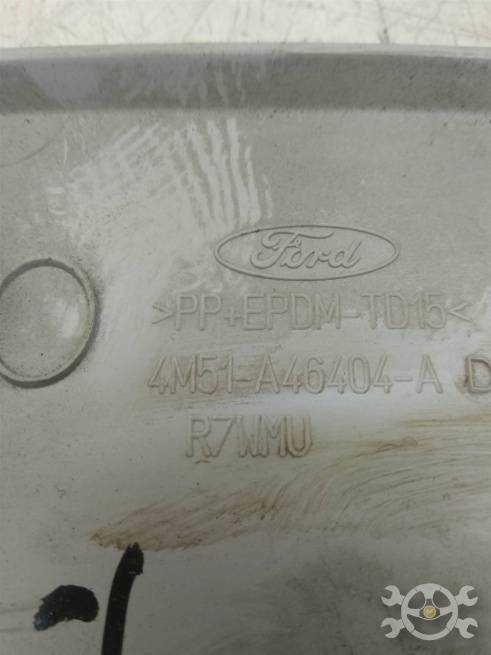 Ford
>PP+EPDM-TD15<
4M51-A46404-A D
R7WMU